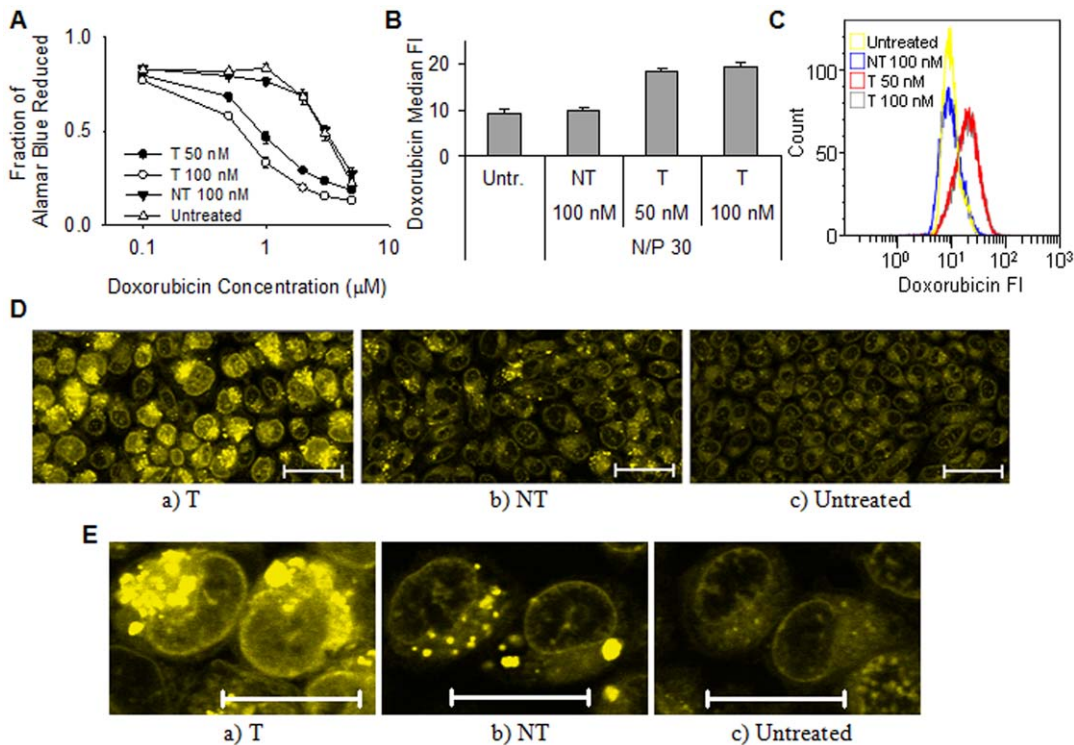 A
Fraction of
Alamar Blue Reduced
1.0
0.5
0.0
T 50 nM
T 100 nM
NT 100 nM
Untreated
0.1 1 10
Doxorubicin Concentration (µM)
B
Doxorubicin Median FI
20
10
0
Untr. NT T T
100 nM 50 nM 100 nM
N/P 30
C
Untreated
NT 100 nM
T 50 nM
T 100 nM
Count
100
50
0
10⁰ 10¹ 10² 10³
Doxorubicin FI
D
a) T b) NT c) Untreated
E
a) T b) NT c) Untreated